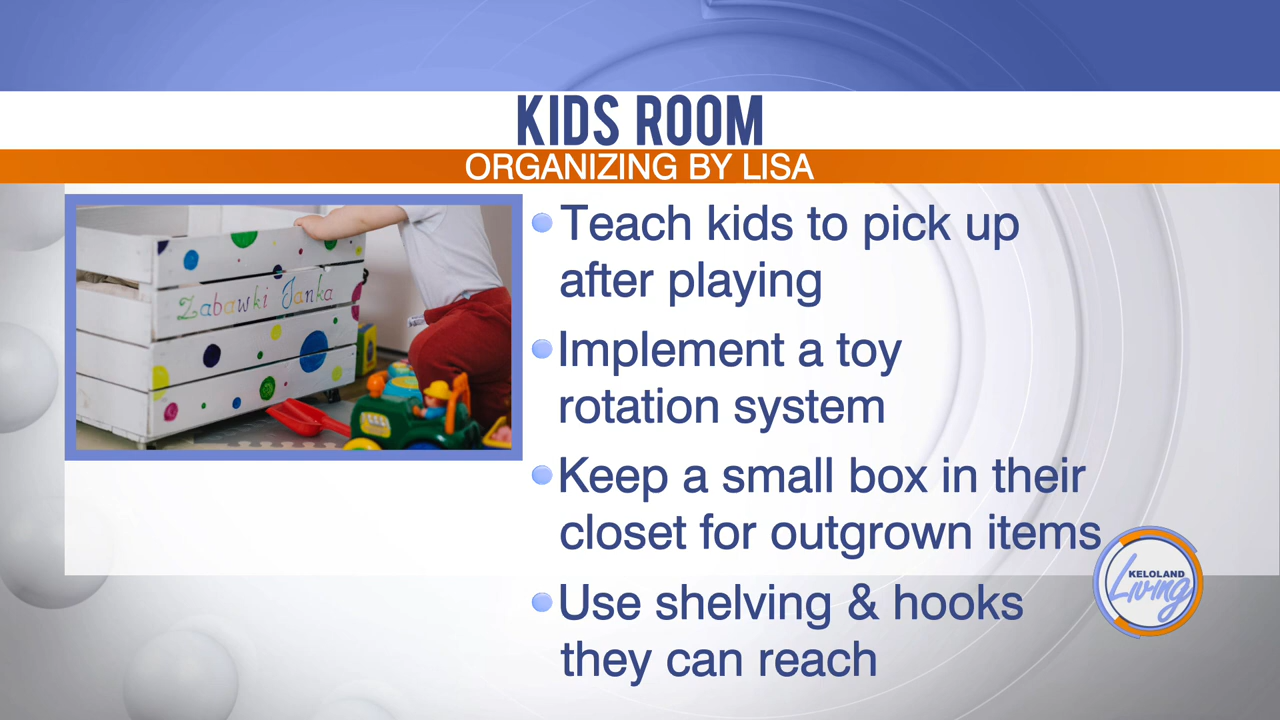 KIDS ROOM
ORGANIZING BY LISA
Zabawki Janka
Teach kids to pick up
after playing
Implement a toy
rotation system
Keep a small box in their
closet for outgrown items
Use shelving & hooks
they can reach
KELOLAND
Living